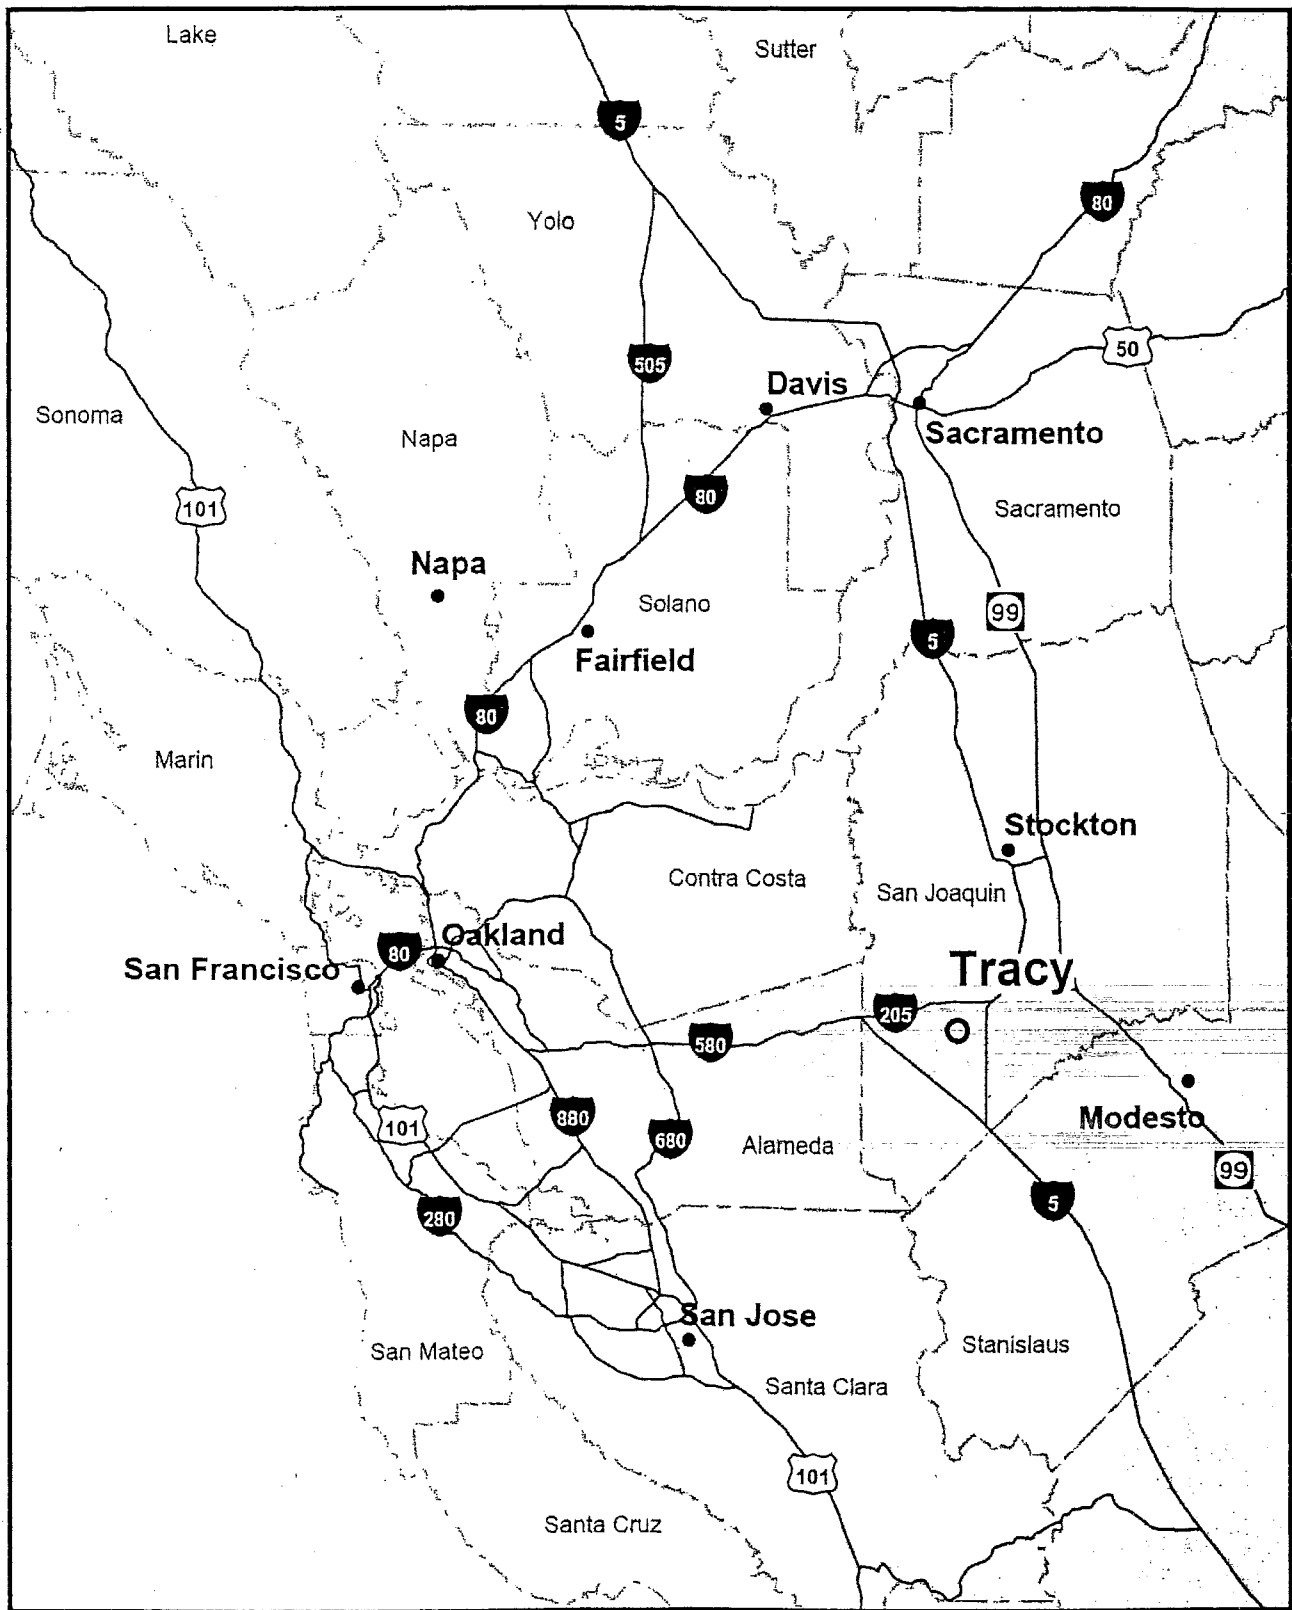 Lake
Sutter
5
80
Yolo
50
505
Davis
Sonoma
Sacramento
Napa
80
101
Sacramento
Napa
Solano
99
5
Fairfield
80
Marin
Stockton
Contra Costa
San Joaquin
Oakland
80
San Francisco
Tracy
205
580
880
Modesto
101
680
Alameda
99
5
280
San Jose
Stanislaus
San Mateo
Santa Clara
101
Santa Cruz